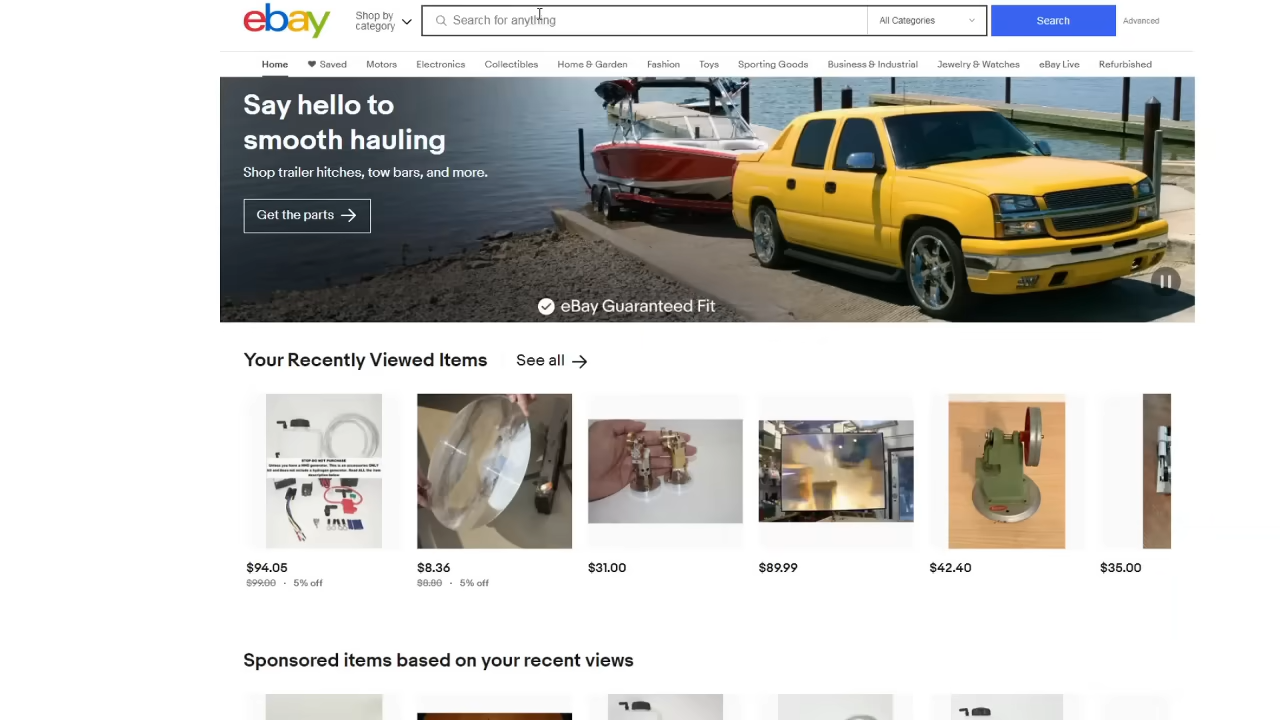 ebay
Shop by
category
Search for anything
All Categories
Search
Advanced
Home
Saved
Motors
Electronics
Collectibles
Home & Garden
Fashion
Toys
Sporting Goods
Business & Industrial
Jewelry & Watches
eBay Live
Refurbished
Say hello to
smooth hauling
Shop trailer hitches, tow bars, and more.
Get the parts
eBay Guaranteed Fit
Your Recently Viewed Items
See all
STOP DO NOT PURCHASE
$94.05
$99.00 · 5% off
$8.36
$8.80 · 5% off
$31.00
$89.99
$42.40
$35.00
Sponsored items based on your recent views